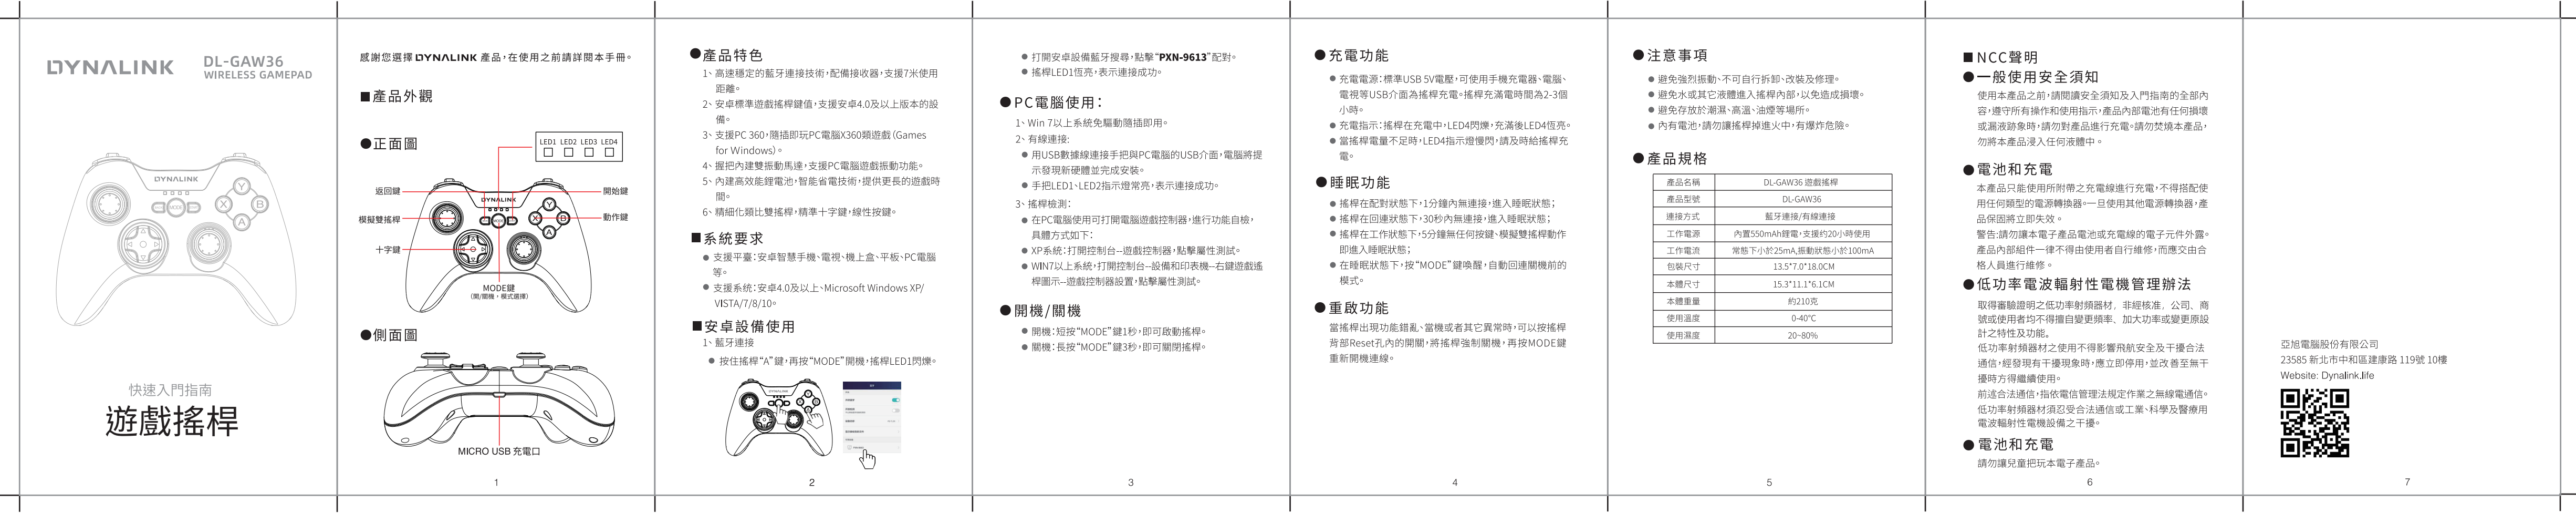 DYNALINK
DL-GAW36
WIRELESS GAMEPAD
DYNALINK
MODE
Y
X
B
A
快速入門指南
遊戲搖桿
感謝您選擇 DYNALINK 產品,在使用之前請詳閱本手冊。
■產品外觀
●正面圖
LED1 LED2 LED3 LED4
返回鍵
模擬雙搖桿
十字鍵
DYNALINK
Y
X
B
A
開始鍵
動作鍵
MODE鍵
(開/關機,模式選擇)
●側面圖
MICRO USB 充電口
1
●產品特色
1、高速穩定的藍牙連接技術,配備接收器,支援7米使用
距離。
2、安卓標準遊戲搖桿鍵值,支援安卓4.0及以上版本的設
備。
3、支援PC 360,隨插即玩PC電腦X360類遊戲(Games
for Windows)。
4、握把內建雙振動馬達,支援PC電腦遊戲振動功能。
5、內建高效能鋰電池,智能省電技術,提供更長的遊戲時
間。
6、精細化類比雙搖桿,精準十字鍵,線性按鍵。
■系統要求
●支援平臺:安卓智慧手機、電視、機上盒、平板、PC電腦
等。
●支援系統:安卓4.0及以上、Microsoft Windows XP/
VISTA/7/8/10。
■安卓設備使用
1、藍牙連接
●按住搖桿“A”鍵,再按“MODE”開機,搖桿LED1閃爍。
2
●打開安卓設備藍牙搜尋,點擊“PXN-9613”配對。
●搖桿LED1恆亮,表示連接成功。
●PC電腦使用:
1、Win 7以上系統免驅動隨插即用。
2、有線連接:
●用USB數據線連接手把與PC電腦的USB介面,電腦將提
示發現新硬體並完成安裝。
●手把LED1、LED2指示燈常亮,表示連接成功。
3、搖桿檢測:
●在PC電腦使用可打開電腦遊戲控制器,進行功能自檢,
具體方式如下:
●XP系統:打開控制台--遊戲控制器,點擊屬性測試。
●WIN7以上系統,打開控制台--設備和印表機--右鍵遊戲遙
桿圖示--遊戲控制器設置,點擊屬性測試。
●開機/關機
●開機:短按“MODE”鍵1秒,即可啟動搖桿。
●關機:長按“MODE”鍵3秒,即可關閉搖桿。
3
●充電功能
●充電電源:標準USB 5V電壓,可使用手機充電器、電腦、
電視等USB介面為搖桿充電。搖桿充滿電時間為2-3個
小時。
●充電指示:搖桿在充電中,LED4閃爍,充滿後LED4恆亮。
●當搖桿電量不足時,LED4指示燈慢閃,請及時給搖桿充
電。
●睡眠功能
●搖桿在配對狀態下,1分鐘內無連接,進入睡眠狀態;
●搖桿在回連狀態下,30秒內無連接,進入睡眠狀態;
●搖桿在工作狀態下,5分鐘無任何按鍵、模擬雙搖桿動作
即進入睡眠狀態;
●在睡眠狀態下,按“MODE”鍵喚醒,自動回連關機前的
模式。
●重啟功能
當搖桿出現功能錯亂、當機或者其它異常時,可以按搖桿
背部Reset孔內的開關,將搖桿強制關機,再按MODE鍵
重新開機連線。
4
●注意事項
●避免強烈振動、不可自行拆卸、改裝及修理。
●避免水或其它液體進入搖桿內部,以免造成損壞。
●避免存放於潮濕、高溫、油煙等場所。
●內有電池,請勿讓搖桿掉進火中,有爆炸危險。
●產品規格
產品名稱 DL-GAW36 遊戲搖桿
產品型號 DL-GAW36
連接方式 藍牙連接/有線連接
工作電源 內置550mAh鋰電,支援約20小時使用
工作電流 常態下小於25mA,振動狀態小於100mA
包裝尺寸 13.5*7.0*18.0CM
本體尺寸 15.3*11.1*6.1CM
本體重量 約210克
使用溫度 0-40°C
使用濕度 20~80%
5
■NCC聲明
●一般使用安全須知
使用本產品之前,請閱讀安全須知及入門指南的全部內
容,遵守所有操作和使用指示,產品內部電池有任何損壞
或漏液跡象時,請勿對產品進行充電。請勿焚燒本產品,
勿將本產品浸入任何液體中。
●電池和充電
本產品只能使用所附帶之充電線進行充電,不得搭配使
用任何類型的電源轉換器。一旦使用其他電源轉換器,產
品保固將立即失效。
警告:請勿讓本電子產品電池或充電線的電子元件外露。
產品內部組件一律不得由使用者自行維修,而應交由合
格人員進行維修。
●低功率電波輻射性電機管理辦法
取得審驗證明之低功率射頻器材,非經核准,公司、商
號或使用者均不得擅自變更頻率、加大功率或變更原設
計之特性及功能。
低功率射頻器材之使用不得影響飛航安全及干擾合法
通信,經發現有干擾現象時,應立即停用,並改善至無干
擾時方得繼續使用。
前述合法通信,指依電信管理法規定作業之無線電通信。
低功率射頻器材須忍受合法通信或工業、科學及醫療用
電波輻射性電機設備之干擾。
●電池和充電
請勿讓兒童把玩本電子產品。
6
亞旭電腦股份有限公司
23585 新北市中和區建康路 119號 10樓
Website: Dynalink.life
7